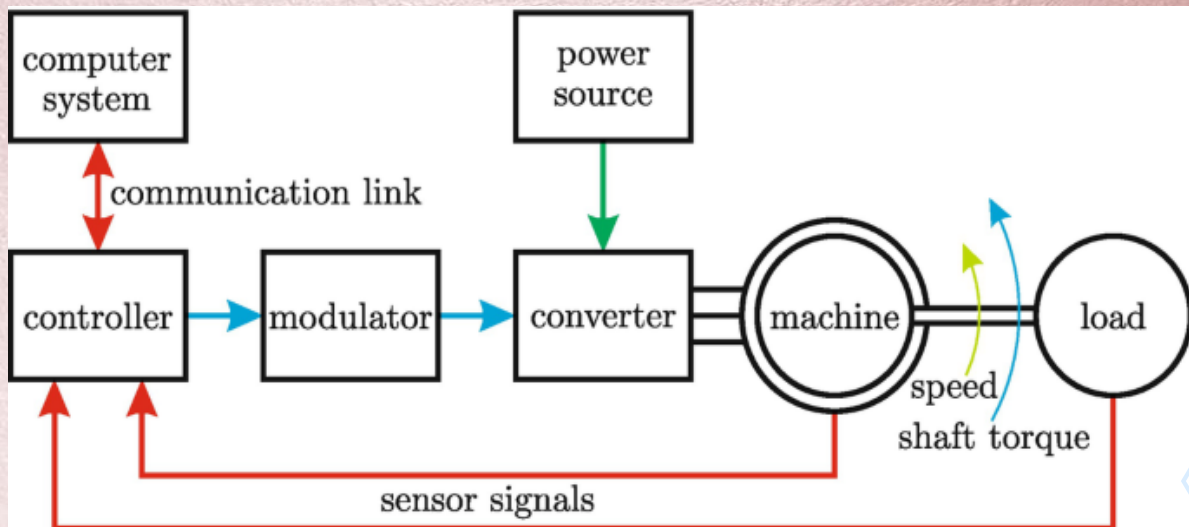 computer
system
power
source
communication link
controller
modulator
converter
machine
load
speed
shaft torque
sensor signals